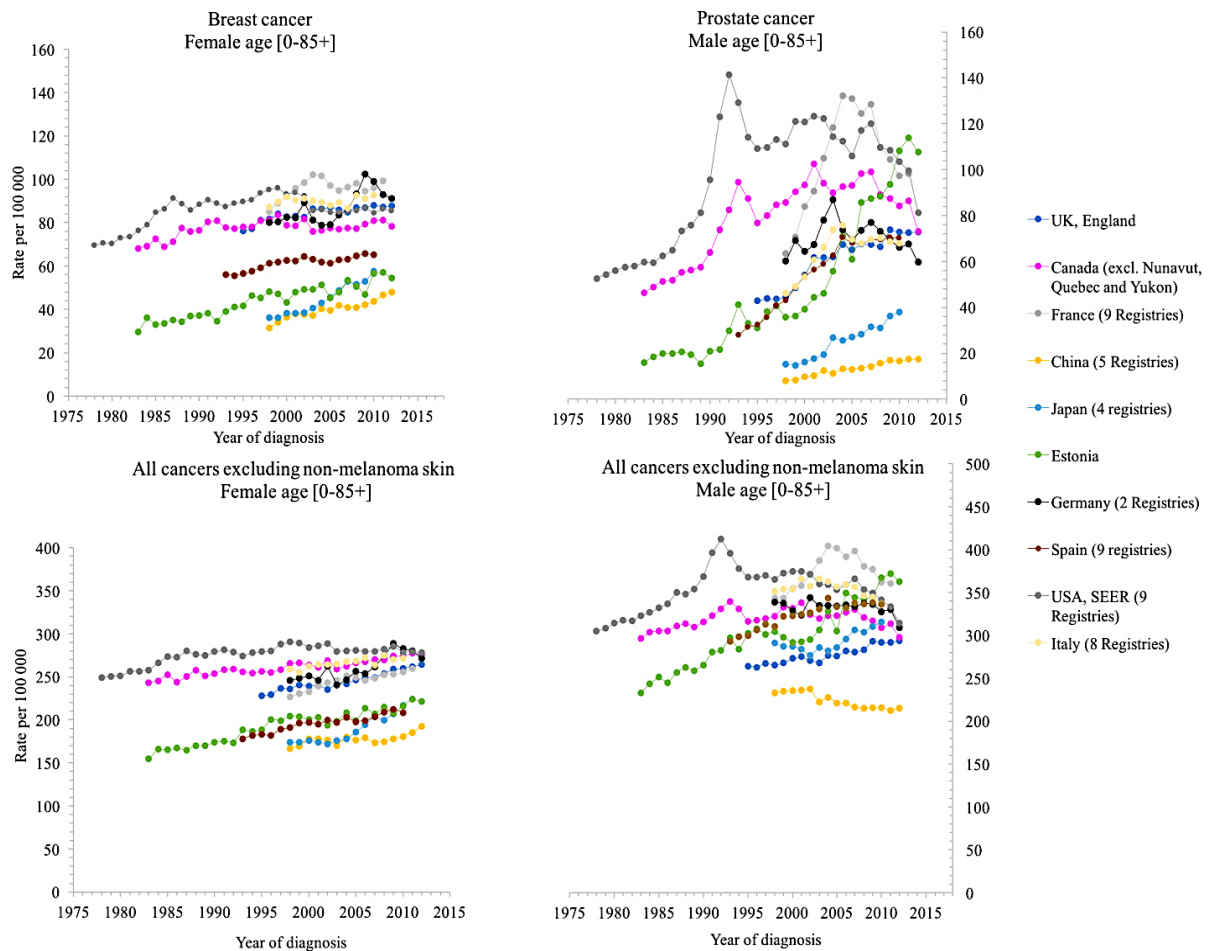 Breast cancer
Female age [0-85+]
160
140
120
100
80
60
40
20
0
Rate per 100 000
1975 1980 1985 1990 1995 2000 2005 2010 2015
Year of diagnosis
Prostate cancer
Male age [0-85+]
160
140
120
100
80
60
40
20
0
1975 1980 1985 1990 1995 2000 2005 2010 2015
Year of diagnosis
All cancers excluding non-melanoma skin
Female age [0-85+]
400
350
300
250
200
150
100
50
0
Rate per 100 000
1975 1980 1985 1990 1995 2000 2005 2010 2015
Year of diagnosis
All cancers excluding non-melanoma skin
Male age [0-85+]
500
450
400
350
300
250
200
150
100
50
0
1975 1980 1985 1990 1995 2000 2005 2010 2015
Year of diagnosis
UK, England
Canada (excl. Nunavut,
Quebec and Yukon)
France (9 Registries)
China (5 Registries)
Japan (4 registries)
Estonia
Germany (2 Registries)
Spain (9 registries)
USA, SEER (9
Registries)
Italy (8 Registries)